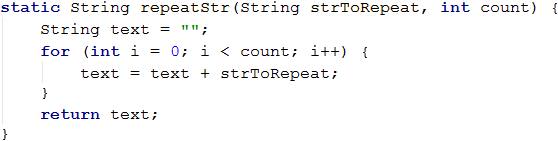 static String repeatStr(String strToRepeat, int count) {
    String text = "";
    for (int i = 0; i < count; i++) {
        text = text + strToRepeat;
    }
    return text;
}